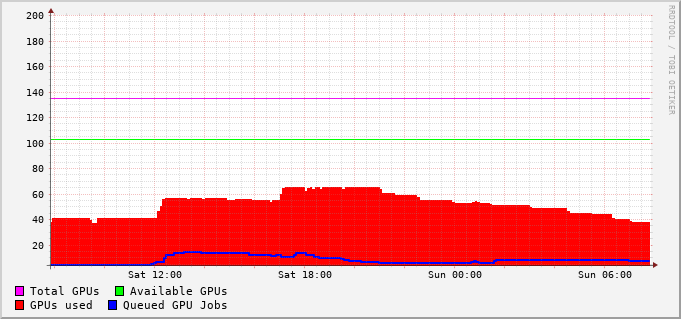 200
180
160
140
120
100
80
60
40
20
Sat 12:00 Sat 18:00 Sun 00:00 Sun 06:00
Total GPUs Available GPUs
GPUs used Queued GPU Jobs
RRDTOOL / TOBI OETIKER